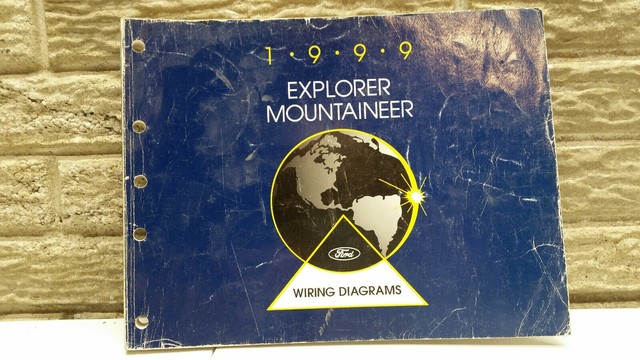 1·9·9·9
EXPLORER
MOUNTAINEER
Ford
WIRING DIAGRAMS